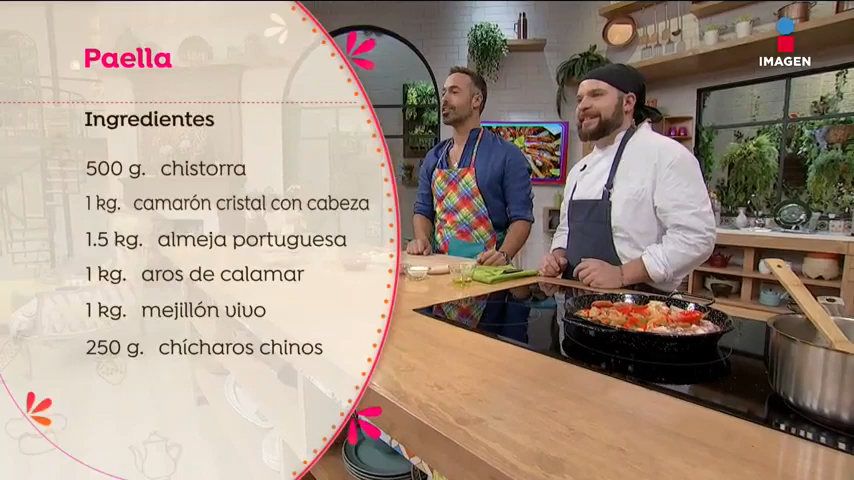 Paella
IMAGEN
Ingredientes
500 g. chistorra
1 kg. camarón cristal con cabeza
1.5 kg. almeja portuguesa
1 kg. aros de calamar
1 kg. mejillón vivo
250 g. chícharos chinos